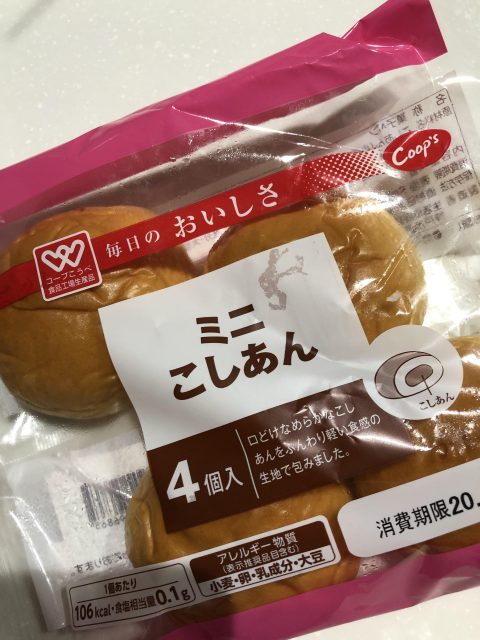 Coop's
毎日の おいしさ
コープこうべ
食品工場生産品
ミニ
こしあん
こしあん
口どけなめらかなこし
あんをふんわり軽い食感の
生地で包みました。
4個入
消費期限20.
アレルギー物質
(表示推奨品目含む)
小麦・卵・乳成分・大豆
1個あたり
106kcal・食塩相当量0.1g